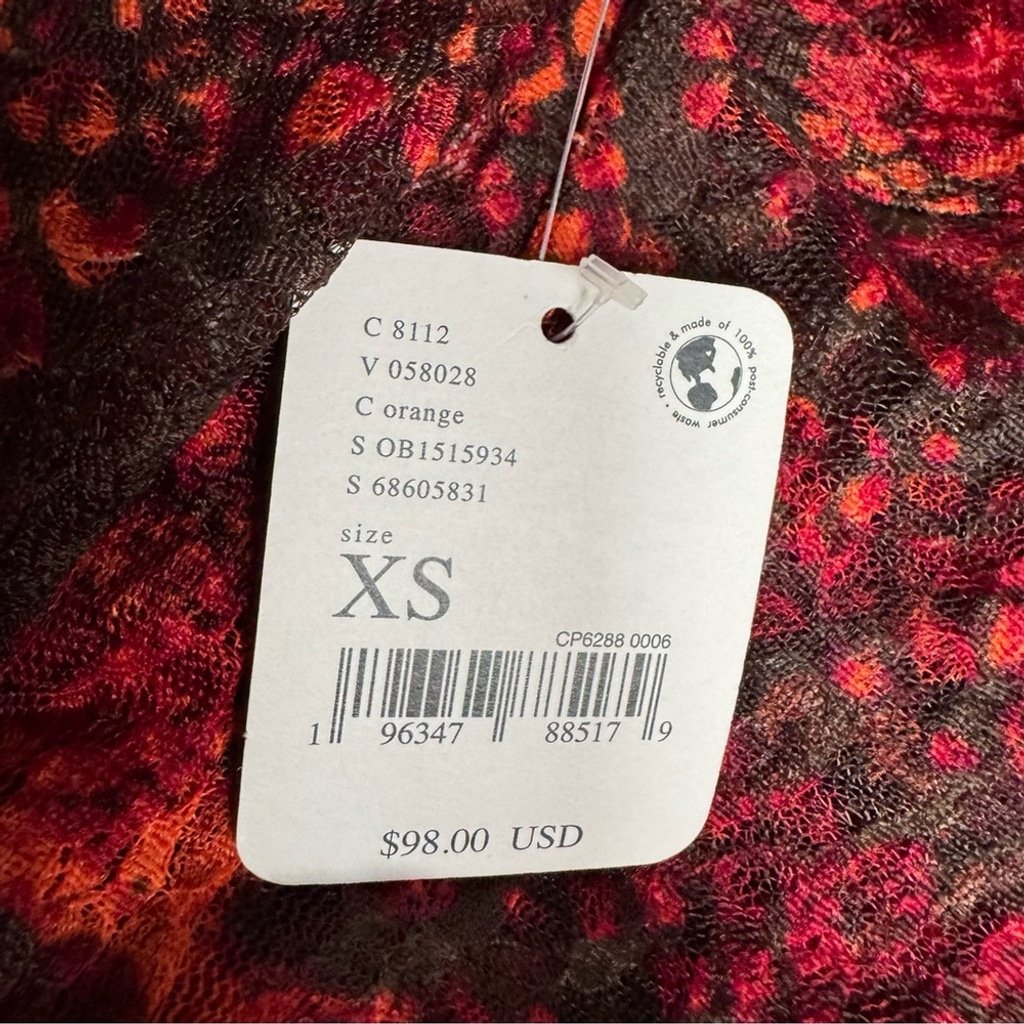 C 8112
V 058028
C orange
S OB1515934
S 68605831
recyclable & made of 100% post-consumer waste •
size
XS
CP6288 0006
1 96347 88517 9
$98.00 USD